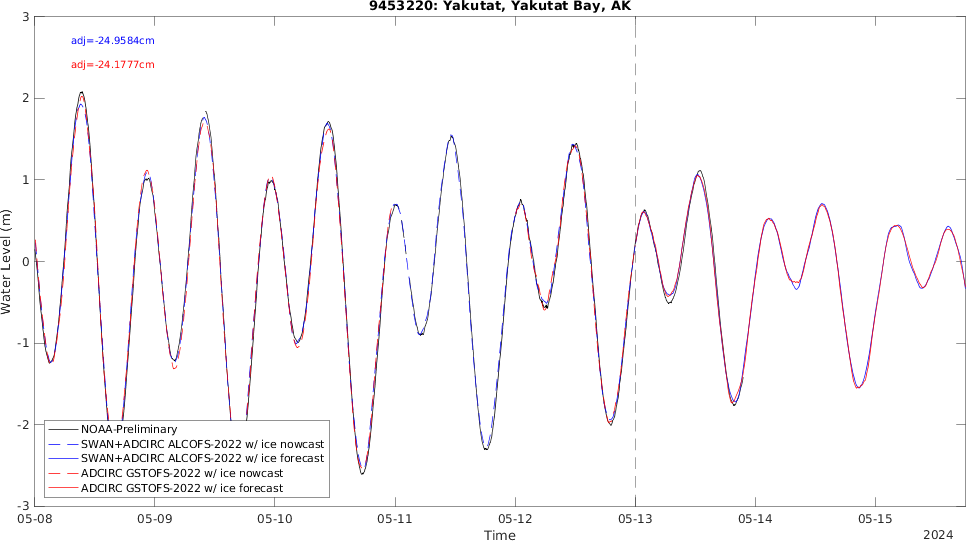 9453220: Yakutat, Yakutat Bay, AK
adj=-24.9584cm
adj=-24.1777cm
Water Level (m)
3
2
1
0
-1
-2
-3
NOAA-Preliminary
SWAN+ADCIRC ALCOFS-2022 w/ ice nowcast
SWAN+ADCIRC ALCOFS-2022 w/ ice forecast
ADCIRC GSTOFS-2022 w/ ice nowcast
ADCIRC GSTOFS-2022 w/ ice forecast
05-08 05-09 05-10 05-11 05-12 05-13 05-14 05-15
Time
2024